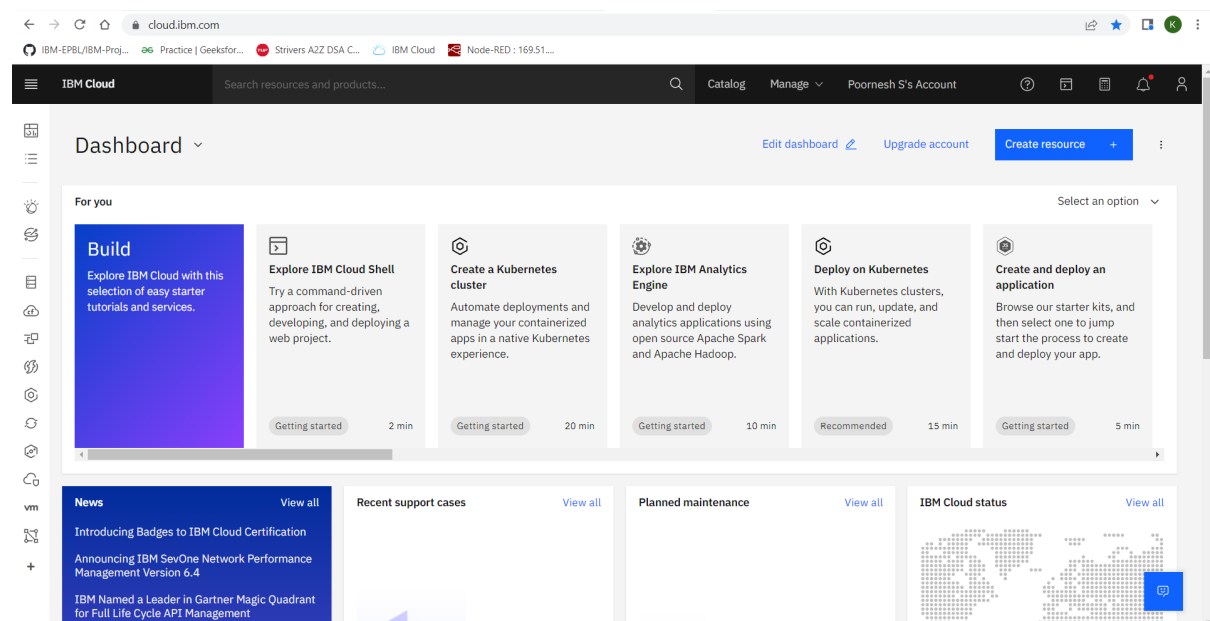 cloud.ibm.com
K
IBM-EPBL/IBM-Proj... Practice | Geeksfor... Strivers A2Z DSA C... IBM Cloud Node-RED : 169.51....
IBM Cloud Search resources and products... Catalog Manage Poornesh S's Account
Dashboard Edit dashboard Upgrade account Create resource +
For you Select an option
Build
Explore IBM Cloud with this
selection of easy starter
tutorials and services.
Explore IBM Cloud Shell
Try a command-driven
approach for creating,
developing, and deploying a
web project.
Getting started 2 min
Create a Kubernetes
cluster
Automate deployments and
manage your containerized
apps in a native Kubernetes
experience.
Getting started 20 min
Explore IBM Analytics
Engine
Develop and deploy
analytics applications using
open source Apache Spark
and Apache Hadoop.
Getting started 10 min
Deploy on Kubernetes
With Kubernetes clusters,
you can run, update, and
scale containerized
applications.
Recommended 15 min
Create and deploy an
application
Browse our starter kits, and
then select one to jump
start the process to create
and deploy your app.
Getting started 5 min
vm
News View all
Introducing Badges to IBM Cloud Certification
Announcing IBM SevOne Network Performance
Management Version 6.4
IBM Named a Leader in Gartner Magic Quadrant
for Full Life Cycle API Management
Recent support cases View all
Planned maintenance View all
IBM Cloud status View all